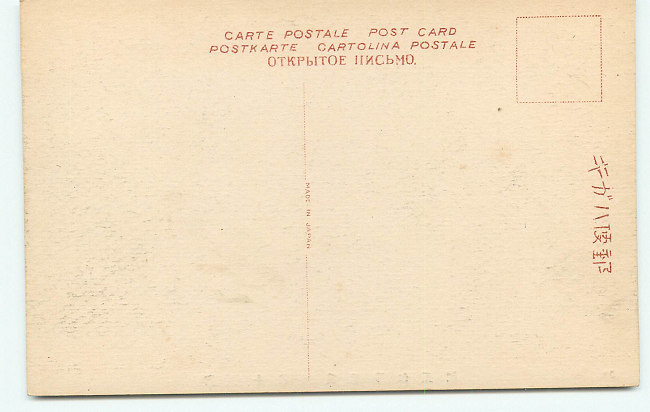 CARTE POSTALE POST CARD
POSTKARTE CARTOLINA POSTALE
ОТКРЫТОЕ ПИСЬМО.
MADE IN JAPAN
郵便ハガキ